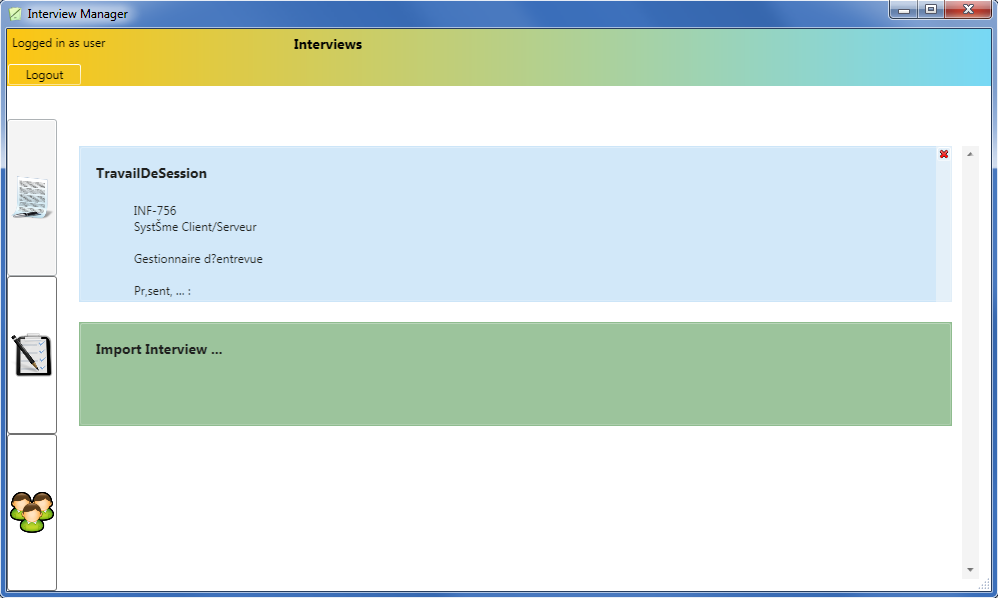 Interview Manager
Logged in as user
Interviews
Logout
TravailDeSession
INF-756
SystŠme Client/Serveur
Gestionnaire d?entrevue
Pr‚sent‚ … :
Import Interview ...